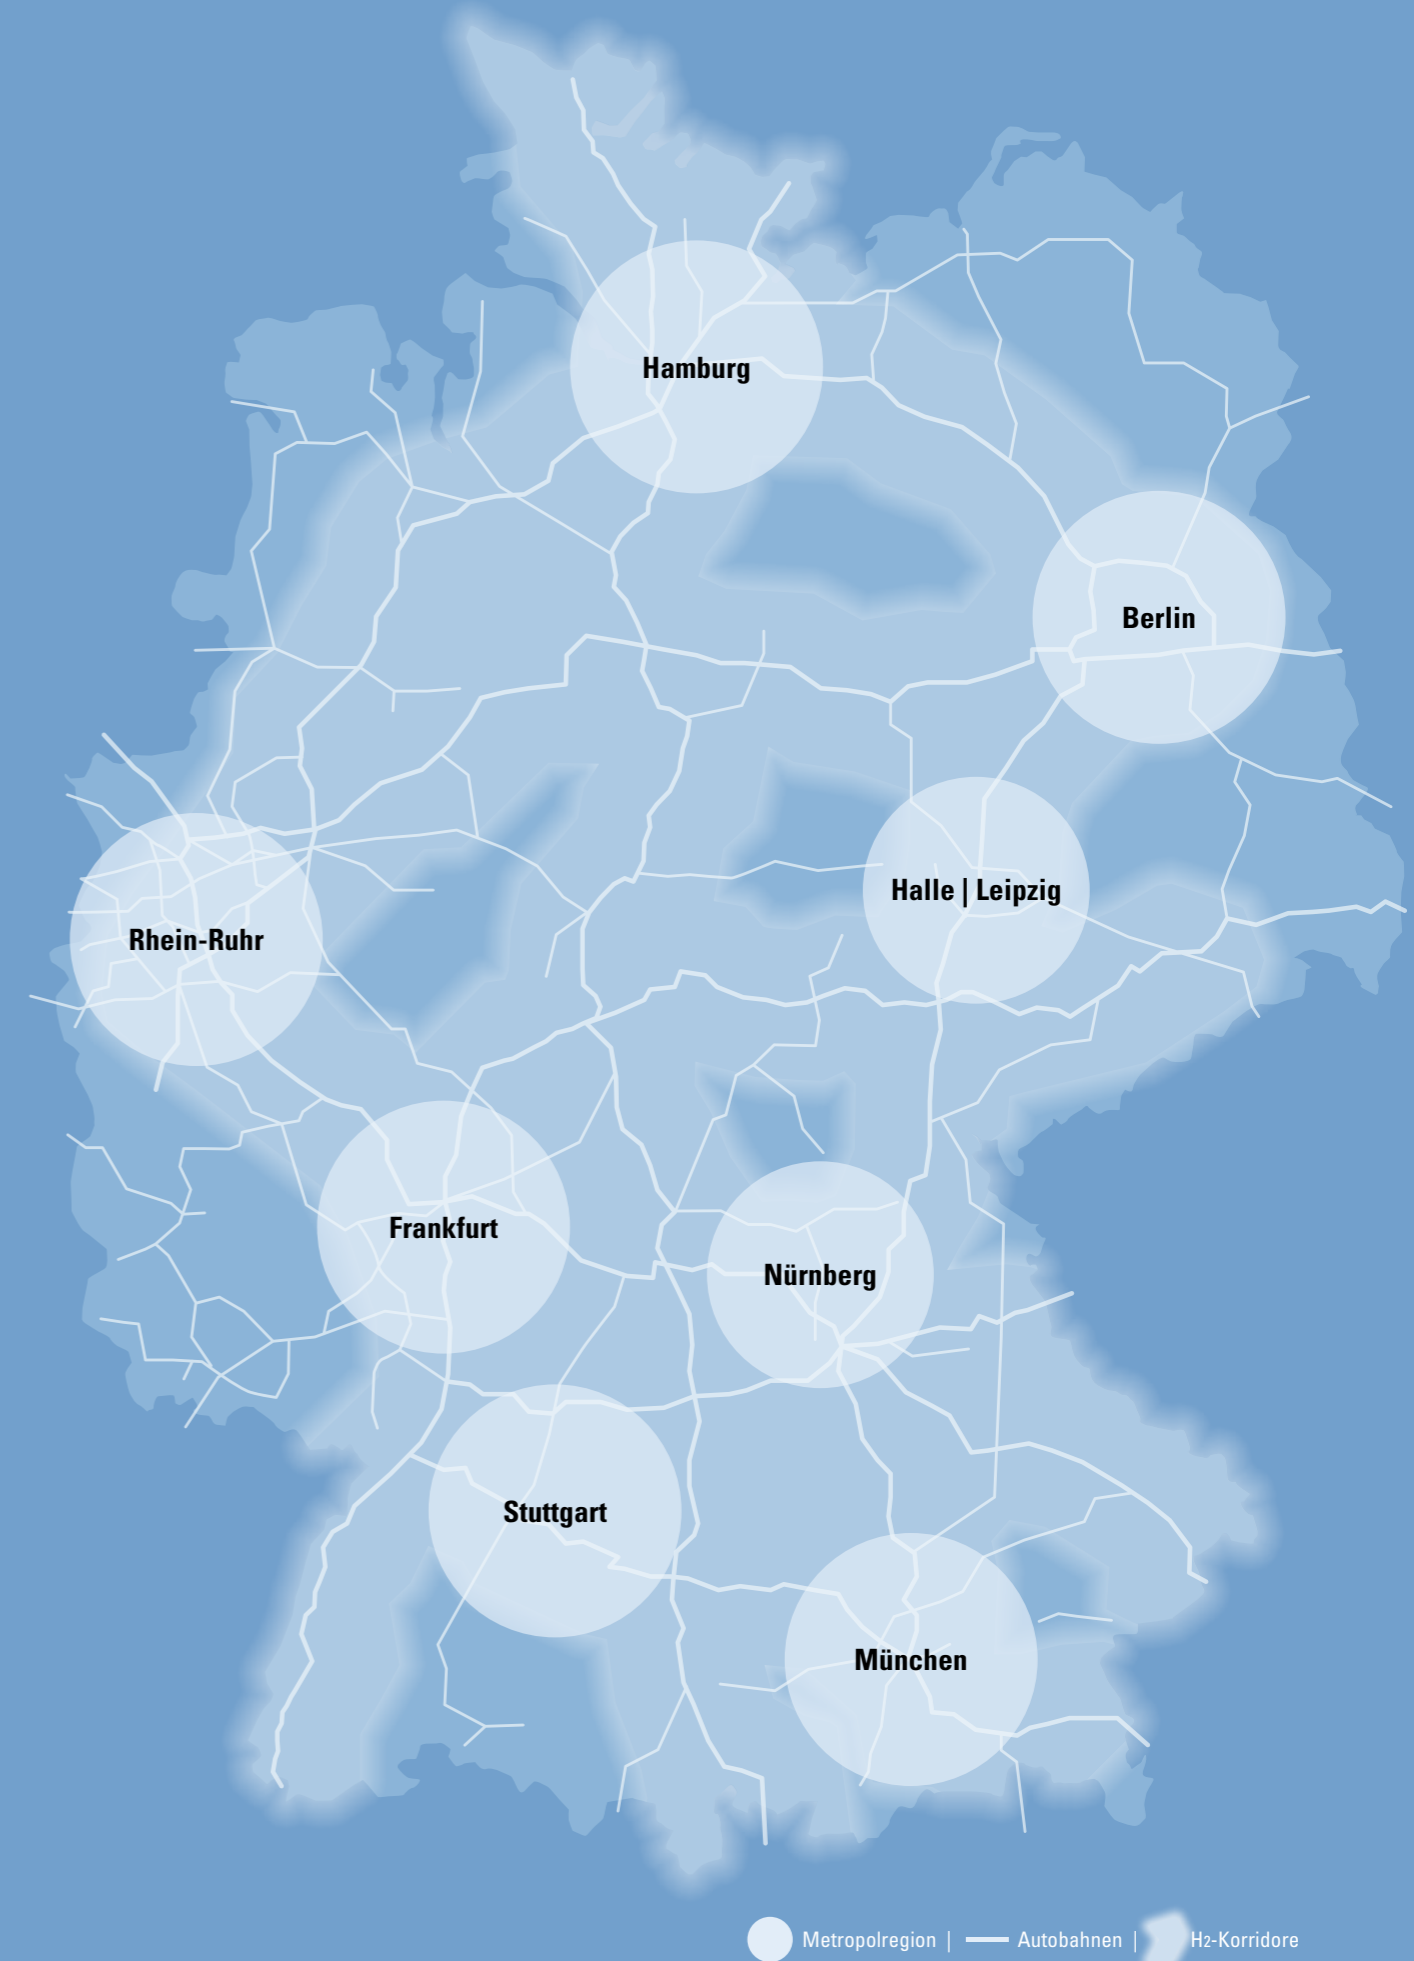 Hamburg
Berlin
Halle | Leipzig
Rhein-Ruhr
Frankfurt
Nürnberg
Stuttgart
München
Metropolregion | Autobahnen | H2-Korridore